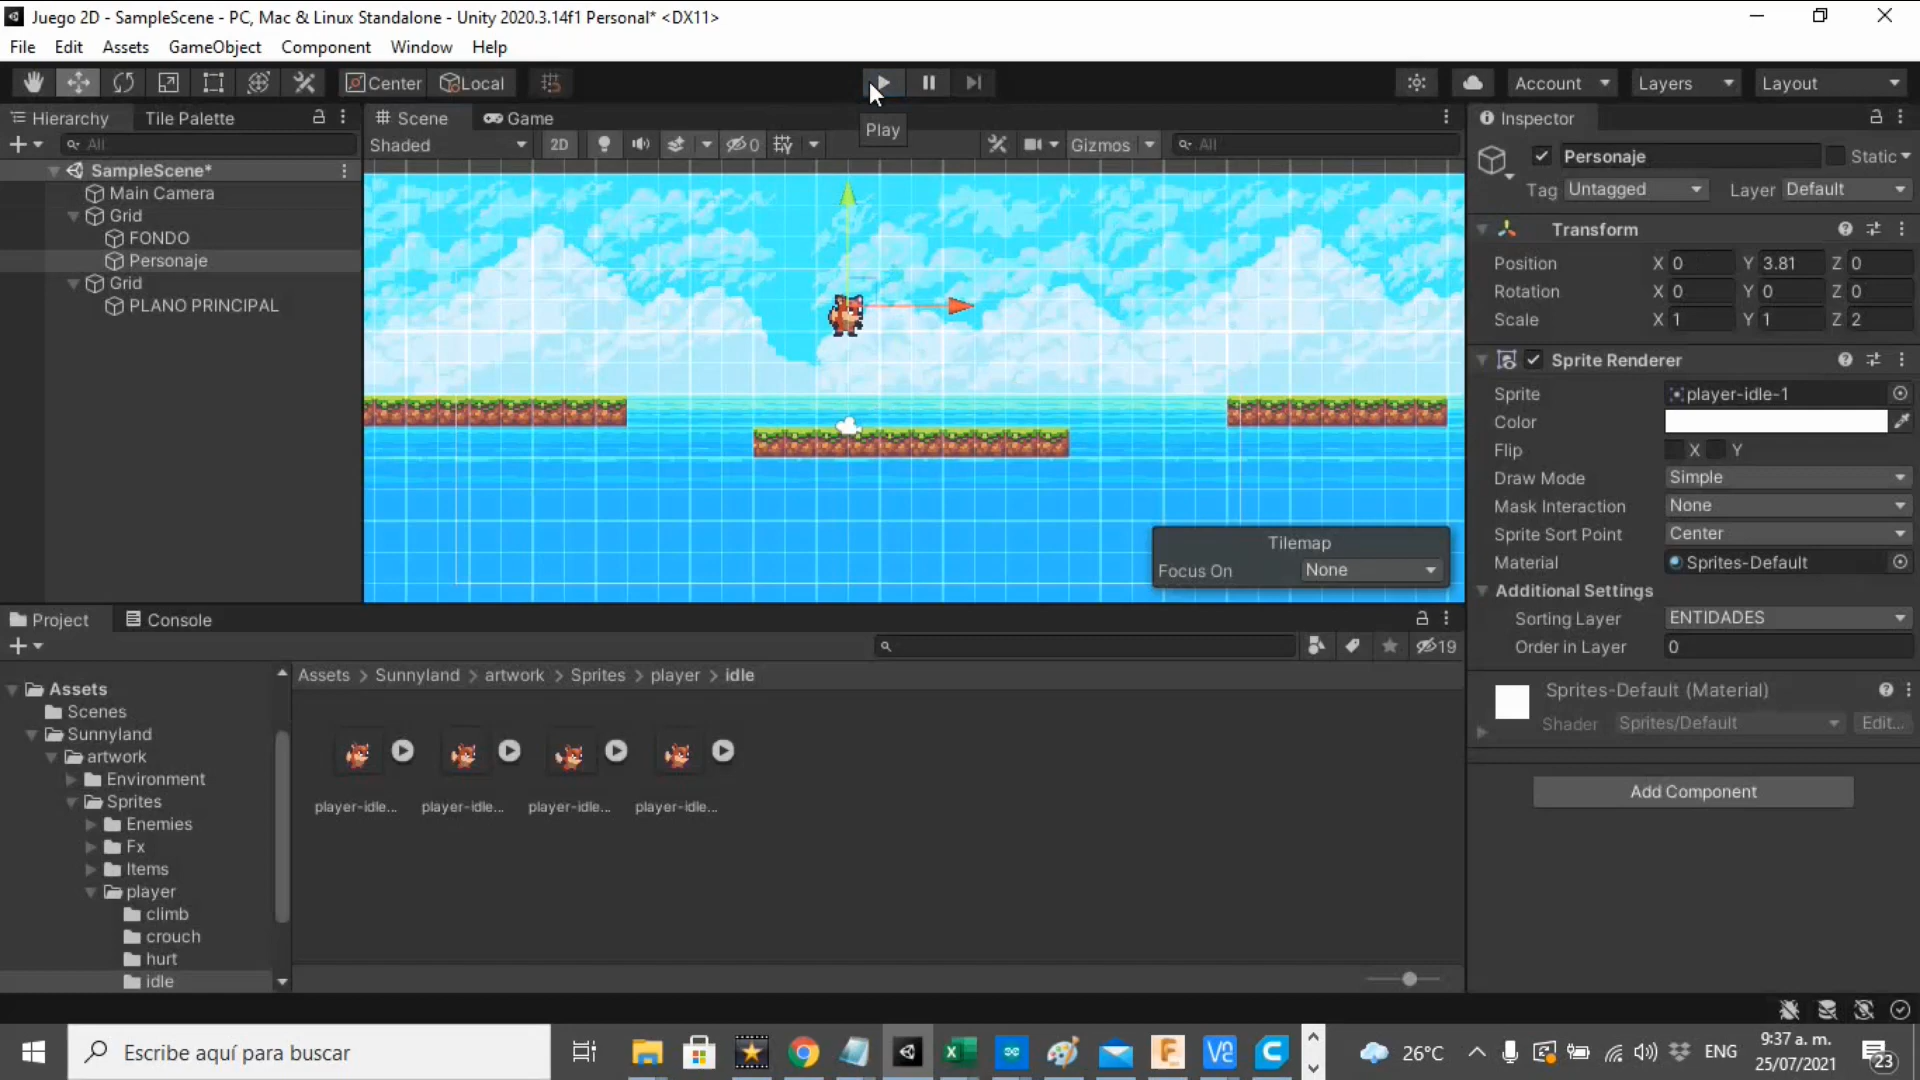 Juego 2D - SampleScene - PC, Mac & Linux Standalone - Unity 2020.3.14f1 Personal* <DX11>
File Edit Assets GameObject Component Window Help
Center Local Account Layers Layout
Hierarchy Tile Palette
All
SampleScene*
Main Camera
Grid
FONDO
Personaje
Grid
PLANO PRINCIPAL
Scene Game
Play
Shaded 2D 0 Gizmos All
Tilemap
Focus On None
Inspector
Personaje Static
Tag Untagged Layer Default
Transform
Position X 0 Y 3.81 Z 0
Rotation X 0 Y 0 Z 0
Scale X 1 Y 1 Z 2
Sprite Renderer
Sprite player-idle-1
Color
Flip X Y
Draw Mode Simple
Mask Interaction None
Sprite Sort Point Center
Material Sprites-Default
Additional Settings
Sorting Layer ENTIDADES
Order in Layer 0
Sprites-Default (Material)
Shader Sprites/Default Edit...
Add Component
Project Console
19
Assets
Scenes
Sunnyland
artwork
Environment
Sprites
Enemies
Fx
Items
player
climb
crouch
hurt
idle
Assets > Sunnyland > artwork > Sprites > player > idle
player-idle... player-idle... player-idle... player-idle...
Escribe aquí para buscar
26°C ENG
9:37 a. m.
25/07/2021
23